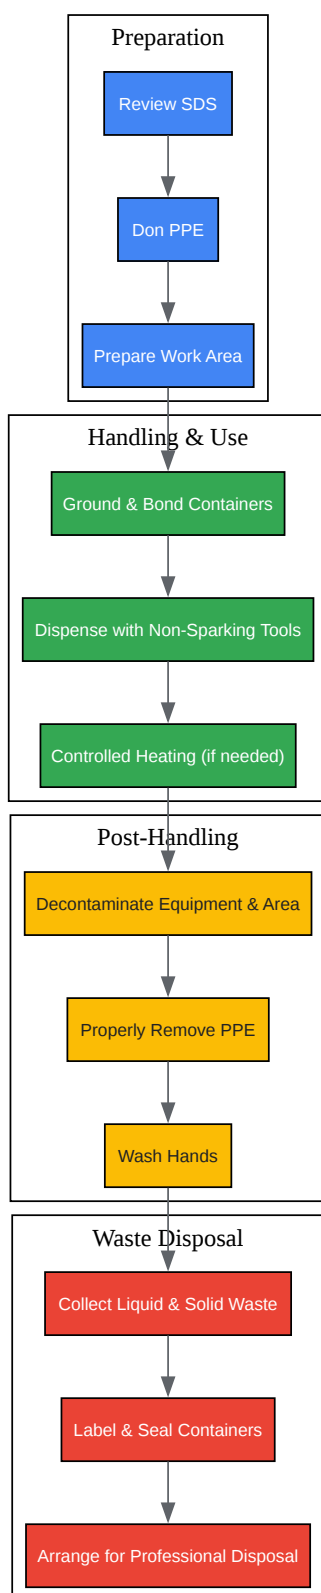 Preparation
Review SDS
Don PPE
Prepare Work Area
Handling & Use
Ground & Bond Containers
Dispense with Non-Sparking Tools
Controlled Heating (if needed)
Post-Handling
Decontaminate Equipment & Area
Properly Remove PPE
Wash Hands
Waste Disposal
Collect Liquid & Solid Waste
Label & Seal Containers
Arrange for Professional Disposal